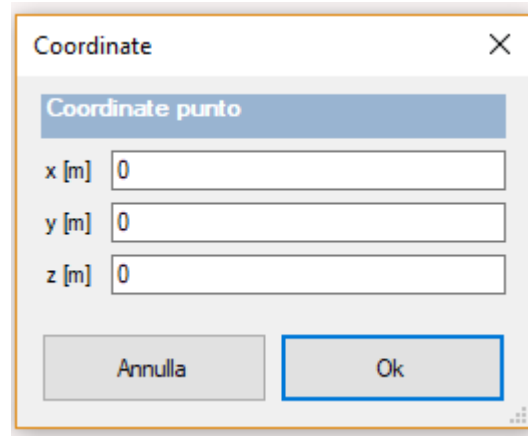 Coordinate
Coordinate punto
x [m] 0
y [m] 0
z [m] 0
Annulla Ok